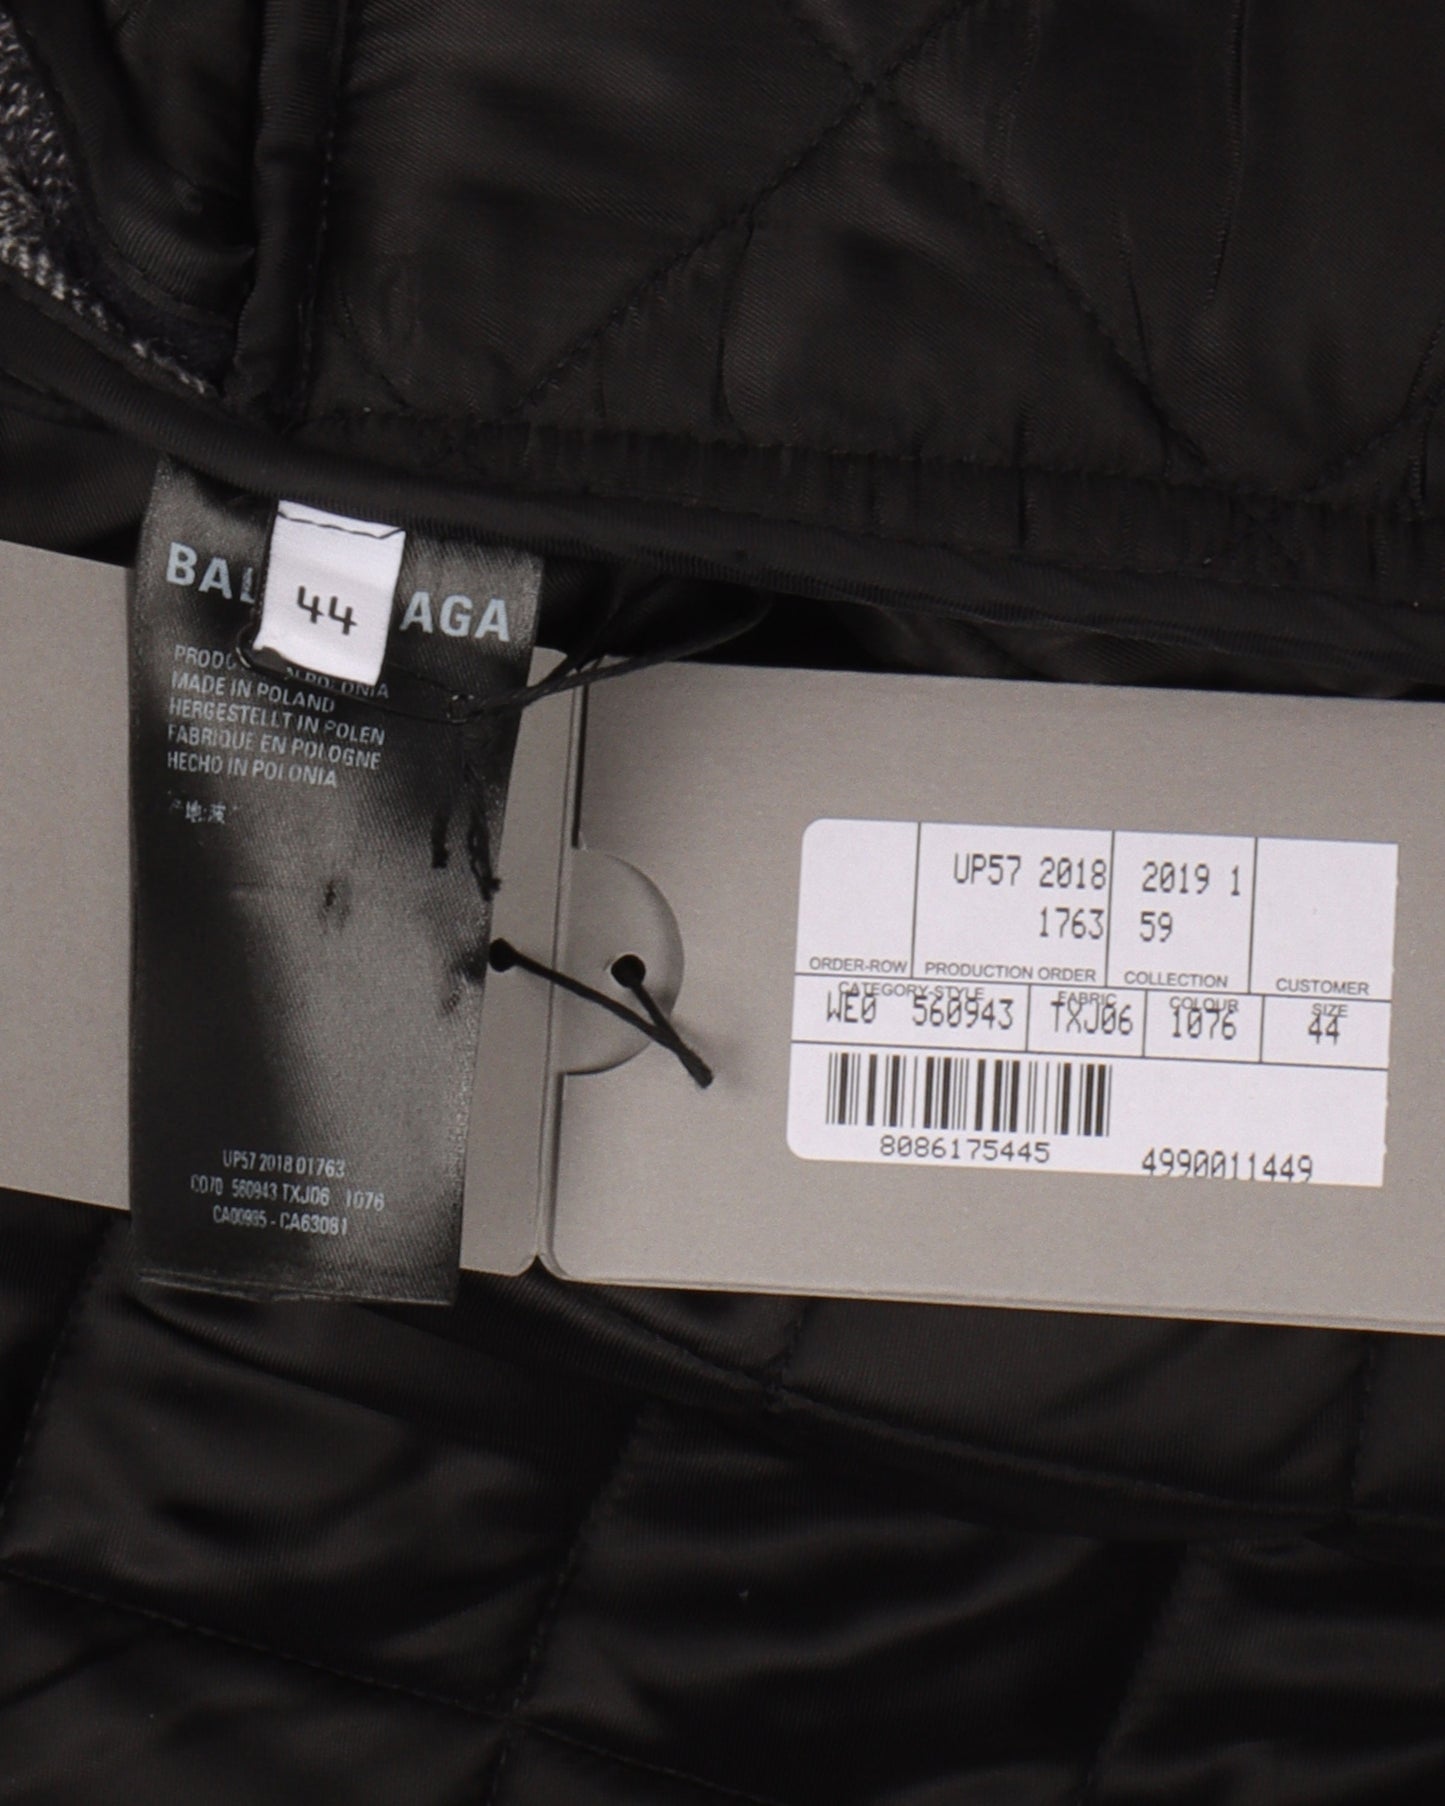 44
BAL AGA
MADE IN POLAND
HERGESTELLT IN POLEN
FABRIQUE EN POLOGNE
HECHO IN POLONIA
UP57 2018 01763
C070 560943 TXJ06 1076
CA00995 - CA63081
UP57 2018
1763
2019 1
59
ORDER-ROW PRODUCTION ORDER COLLECTION CUSTOMER
CATEGORY-STYLE FABRIC COLOUR SIZE
WE0 560943 TXJ06 1076 44
8086175445
4990011449